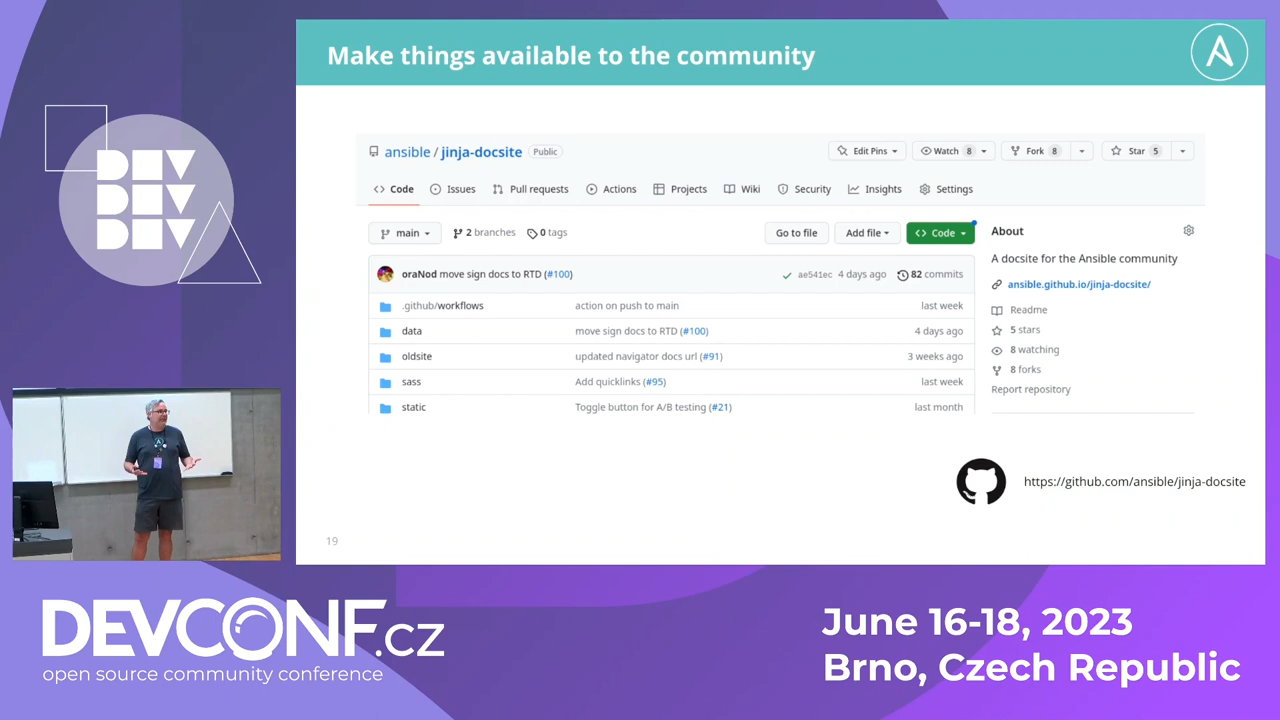 Make things available to the community
DEV
DEV
DEV
ansible / jinja-docsite Public
Edit Pins Watch 8 Fork 8 Star 5
Code Issues Pull requests Actions Projects Wiki Security Insights Settings
main 2 branches 0 tags Go to file Add file Code
About
A docsite for the Ansible community
ansible.github.io/jinja-docsite/
Readme
5 stars
8 watching
8 forks
Report repository
oraNod move sign docs to RTD (#100) ae541ec 4 days ago 82 commits
.github/workflows action on push to main last week
data move sign docs to RTD (#100) 4 days ago
oldsite updated navigator docs url (#91) 3 weeks ago
sass Add quicklinks (#95) last week
static Toggle button for A/B testing (#21) last month
https://github.com/ansible/jinja-docsite
19
DEVCONF.cz
open source community conference
June 16-18, 2023
Brno, Czech Republic